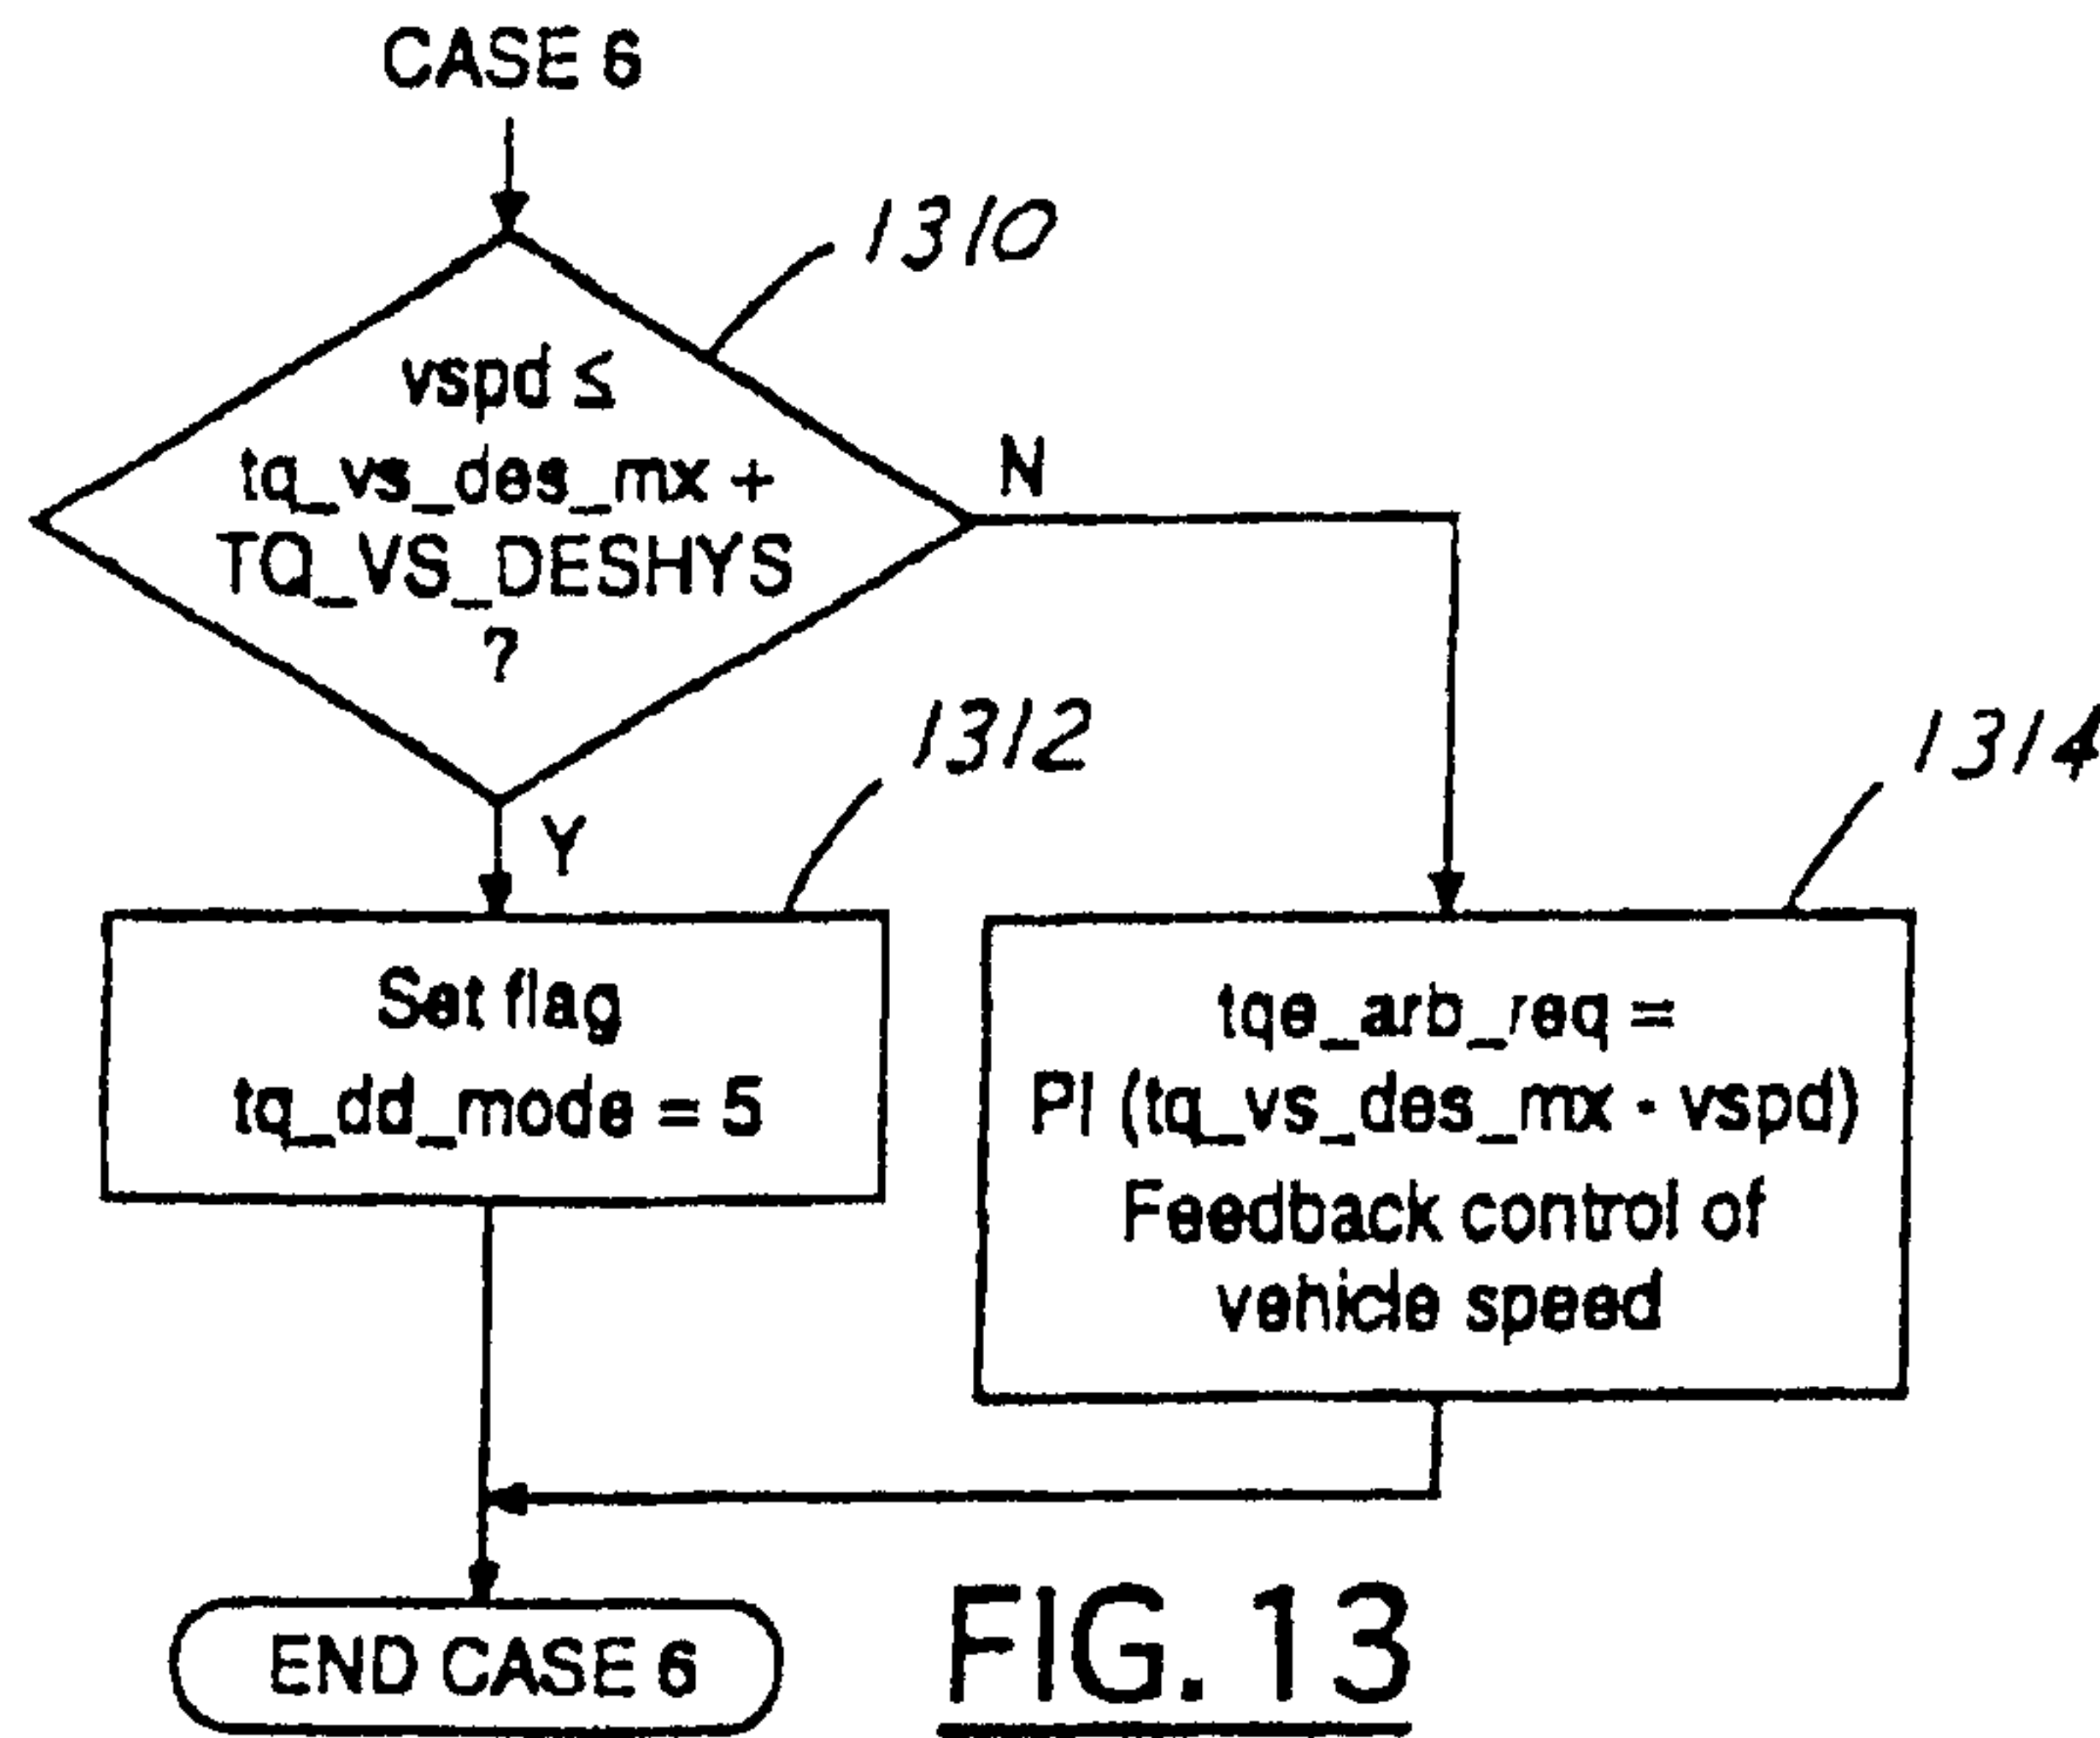 CASE 6
1310
vspd ≤
tq_vs_des_mx +
TQ_VS_DESHYS
?
N
Y
1312
1314
Set flag
tq_dd_mode = 5
tqe_arb_req =
PI (tq_vs_des_mx - vspd)
Feedback control of
vehicle speed
END CASE 6
FIG. 13